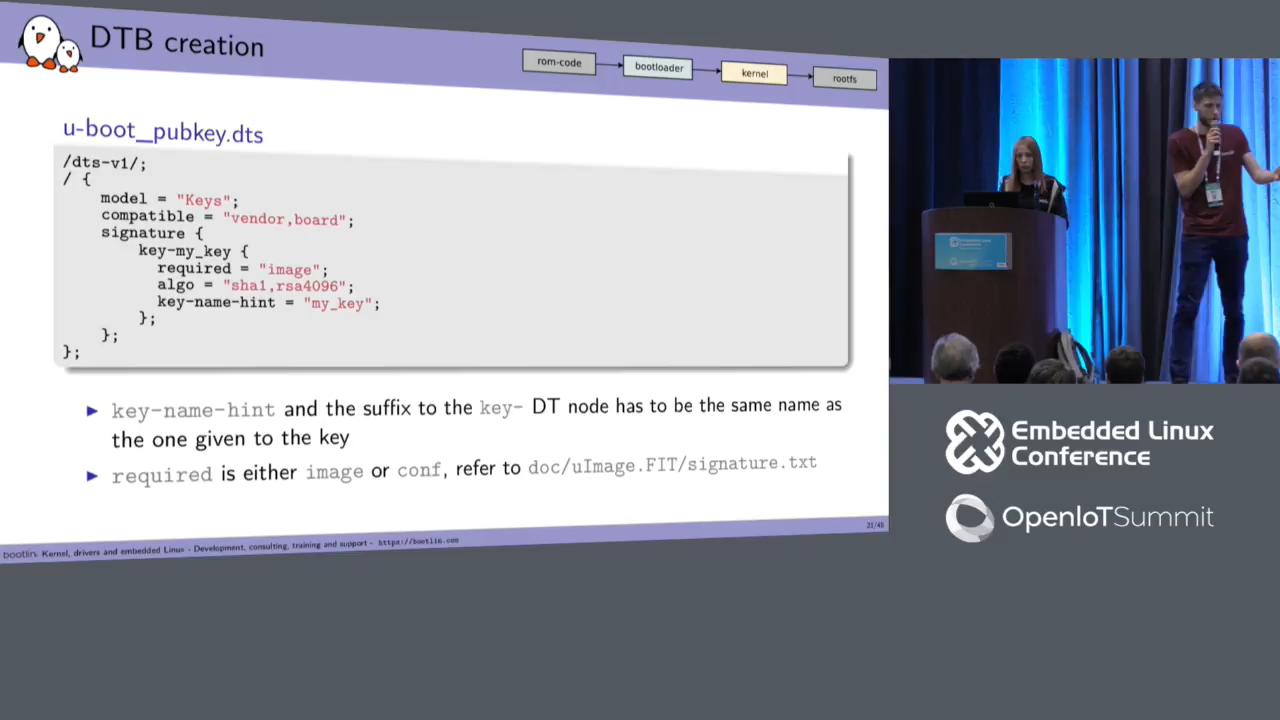 DTB creation
rom-code
bootloader
kernel
rootfs
u-boot_pubkey.dts
/dts-v1/;
/ {
model = "Keys";
compatible = "vendor,board";
signature {
key-my_key {
required = "image";
algo = "sha1,rsa4096";
key-name-hint = "my_key";
};
};
};
▶ key-name-hint and the suffix to the key- DT node has to be the same name as
the one given to the key
▶ required is either image or conf, refer to doc/uImage.FIT/signature.txt
21/45
bootlin. Kernel, drivers and embedded Linux - Development, consulting, training and support - https://bootlin.com
Embedded Linux
Conference
OpenIoTSummit